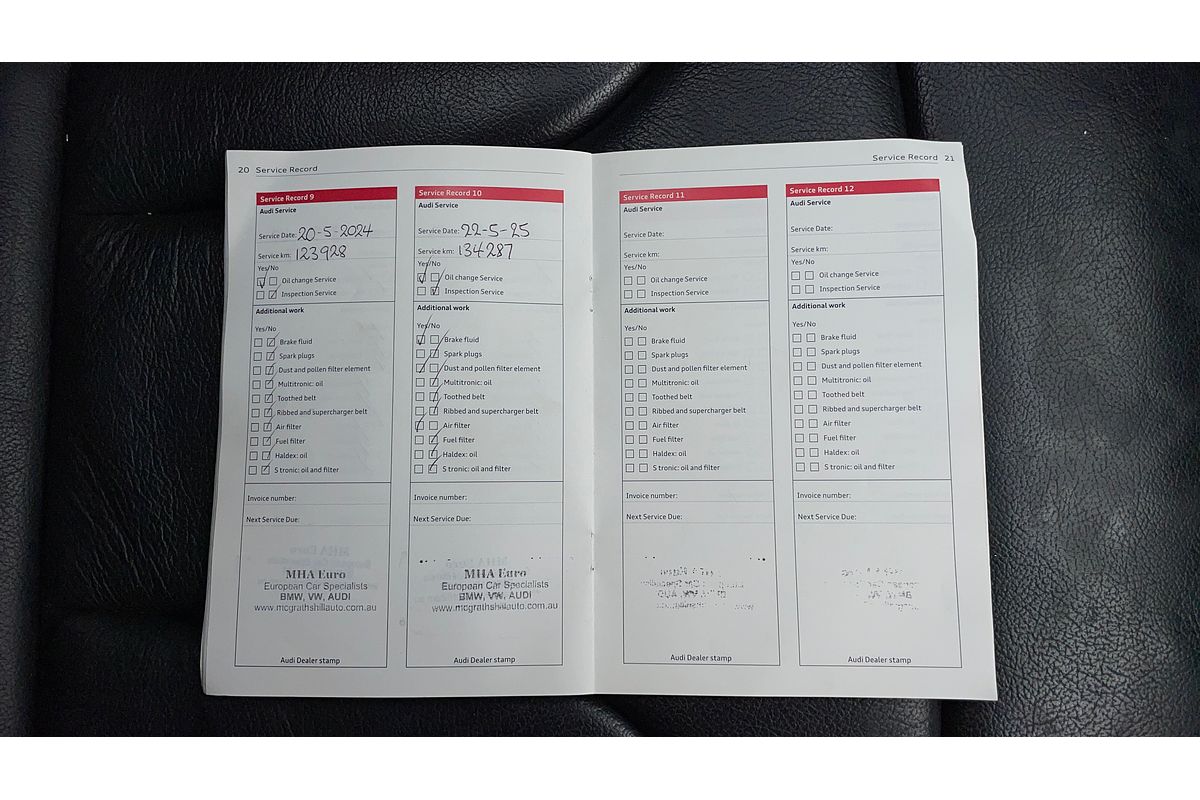 20 Service Record
Service Record 9
Audi Service
Service Date: 20-5-2024
Service km: 123928
Yes/No
Oil change Service
Inspection Service
Additional work
Yes/No
Brake fluid
Spark plugs
Dust and pollen filter element
Multitronic: oil
Toothed belt
Ribbed and supercharger belt
Air filter
Fuel filter
Haldex: oil
S tronic: oil and filter
Invoice number:
Next Service Due:
MHA Euro
European Car Specialists
BMW, VW, AUDI
www.mcgrathshillauto.com.au
Audi Dealer stamp
Service Record 10
Audi Service
Service Date: 22-5-25
Service km: 134287
Yes/No
Oil change Service
Inspection Service
Additional work
Yes/No
Brake fluid
Spark plugs
Dust and pollen filter element
Multitronic: oil
Toothed belt
Ribbed and supercharger belt
Air filter
Fuel filter
Haldex: oil
S tronic: oil and filter
Invoice number:
Next Service Due:
MHA Euro
European Car Specialists
BMW, VW, AUDI
www.mcgrathshillauto.com.au
Audi Dealer stamp
Service Record 21
Service Record 11
Audi Service
Service Date:
Service km:
Yes/No
Oil change Service
Inspection Service
Additional work
Yes/No
Brake fluid
Spark plugs
Dust and pollen filter element
Multitronic: oil
Toothed belt
Ribbed and supercharger belt
Air filter
Fuel filter
Haldex: oil
S tronic: oil and filter
Invoice number:
Next Service Due:
Audi Dealer stamp
Service Record 12
Audi Service
Service Date:
Service km:
Yes/No
Oil change Service
Inspection Service
Additional work
Yes/No
Brake fluid
Spark plugs
Dust and pollen filter element
Multitronic: oil
Toothed belt
Ribbed and supercharger belt
Air filter
Fuel filter
Haldex: oil
S tronic: oil and filter
Invoice number:
Next Service Due:
Audi Dealer stamp